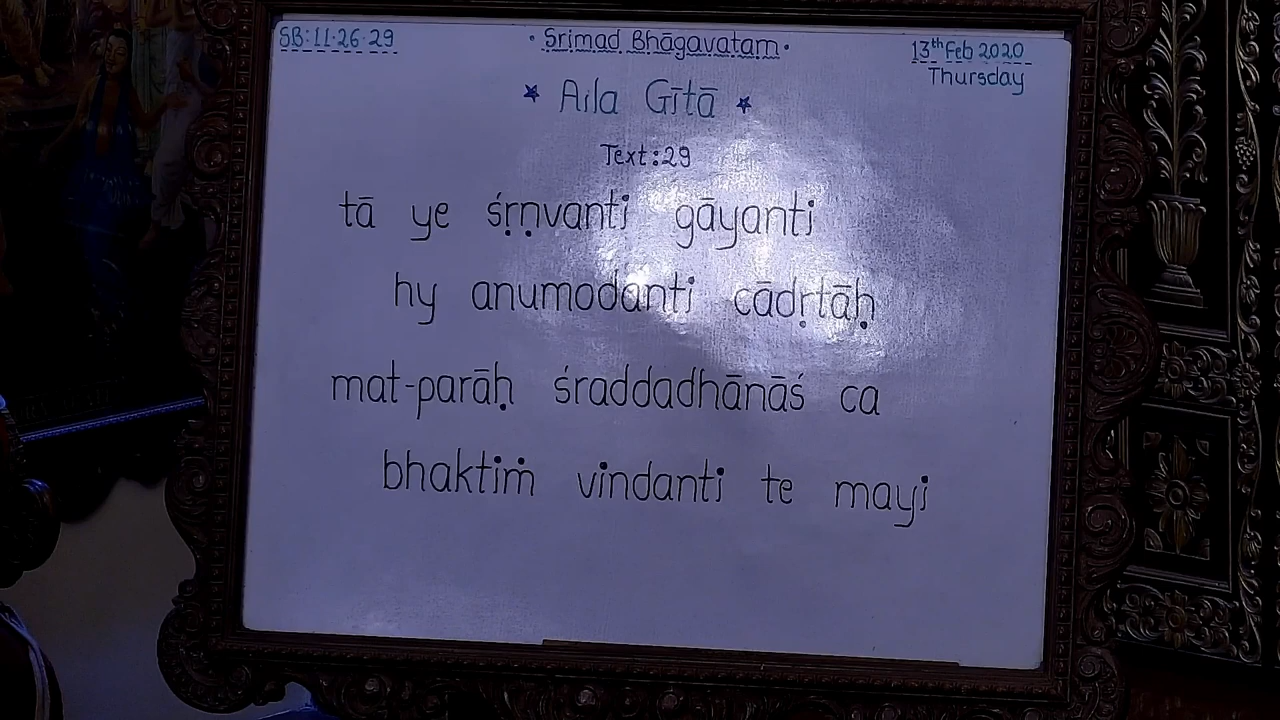 SB:11-26-29
• Srimad Bhāgavatam •
13th Feb 2020
Thursday
★ Aila Gītā ★
Text:29
tā ye śṛṇvanti gāyanti
hy anumodanti cādṛtāḥ
mat-parāḥ śraddadhānāś ca
bhaktiṁ vindanti te mayi